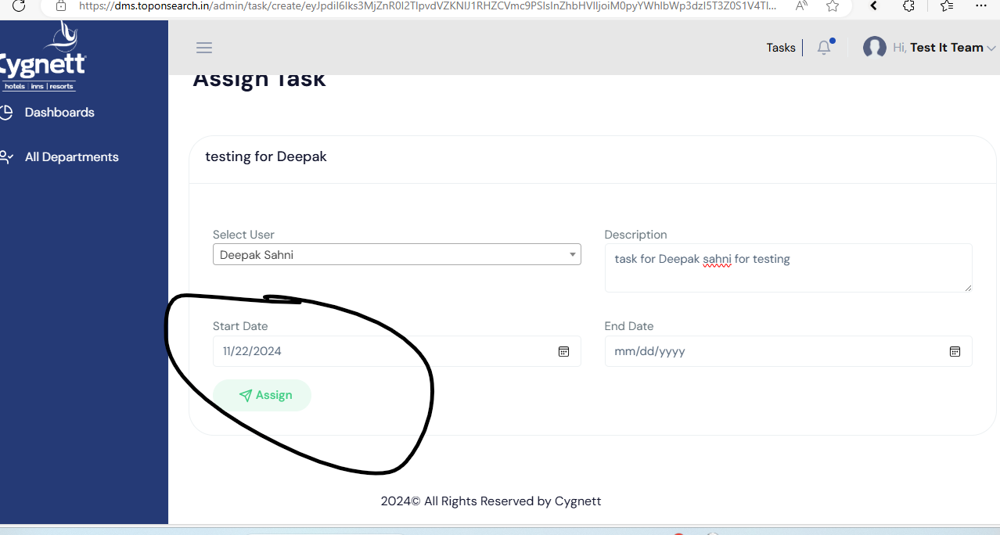 dms.toponsearch.in/admin/task/create/
Cygnett
hotels | inns | resorts
Tasks
Hi, Test It Team
Dashboards
All Departments
Assign Task
testing for Deepak
Select User
Description
Deepak Sahni
task for Deepak sahni for testing
Start Date
End Date
11/22/2024
mm/dd/yyyy
Assign
2024© All Rights Reserved by Cygnett